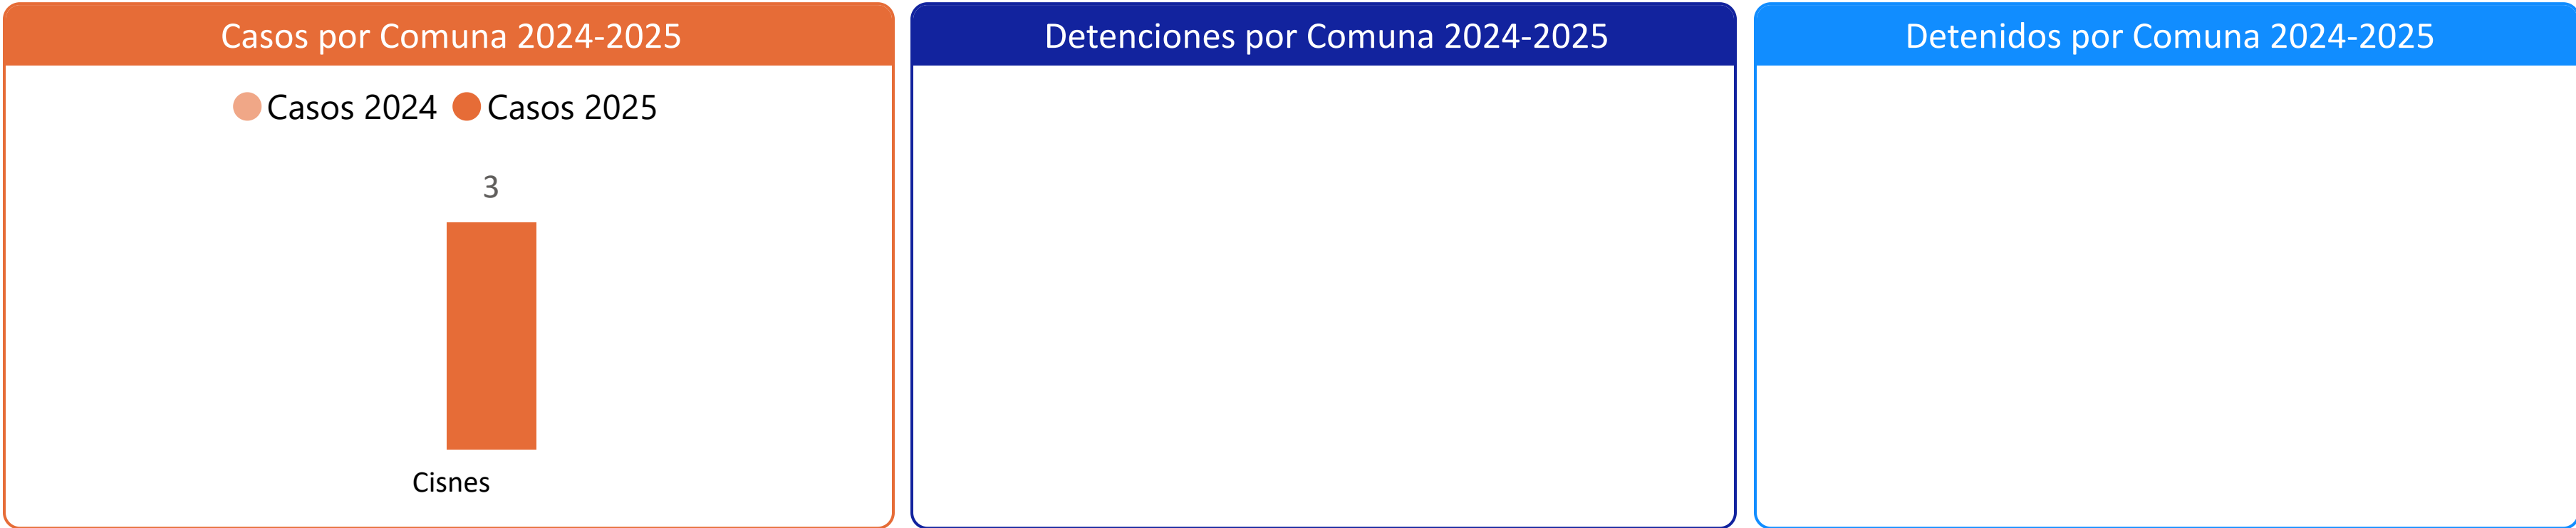 Casos por Comuna 2024-2025
Casos 2024 Casos 2025
3
Cisnes
Detenciones por Comuna 2024-2025
Detenidos por Comuna 2024-2025